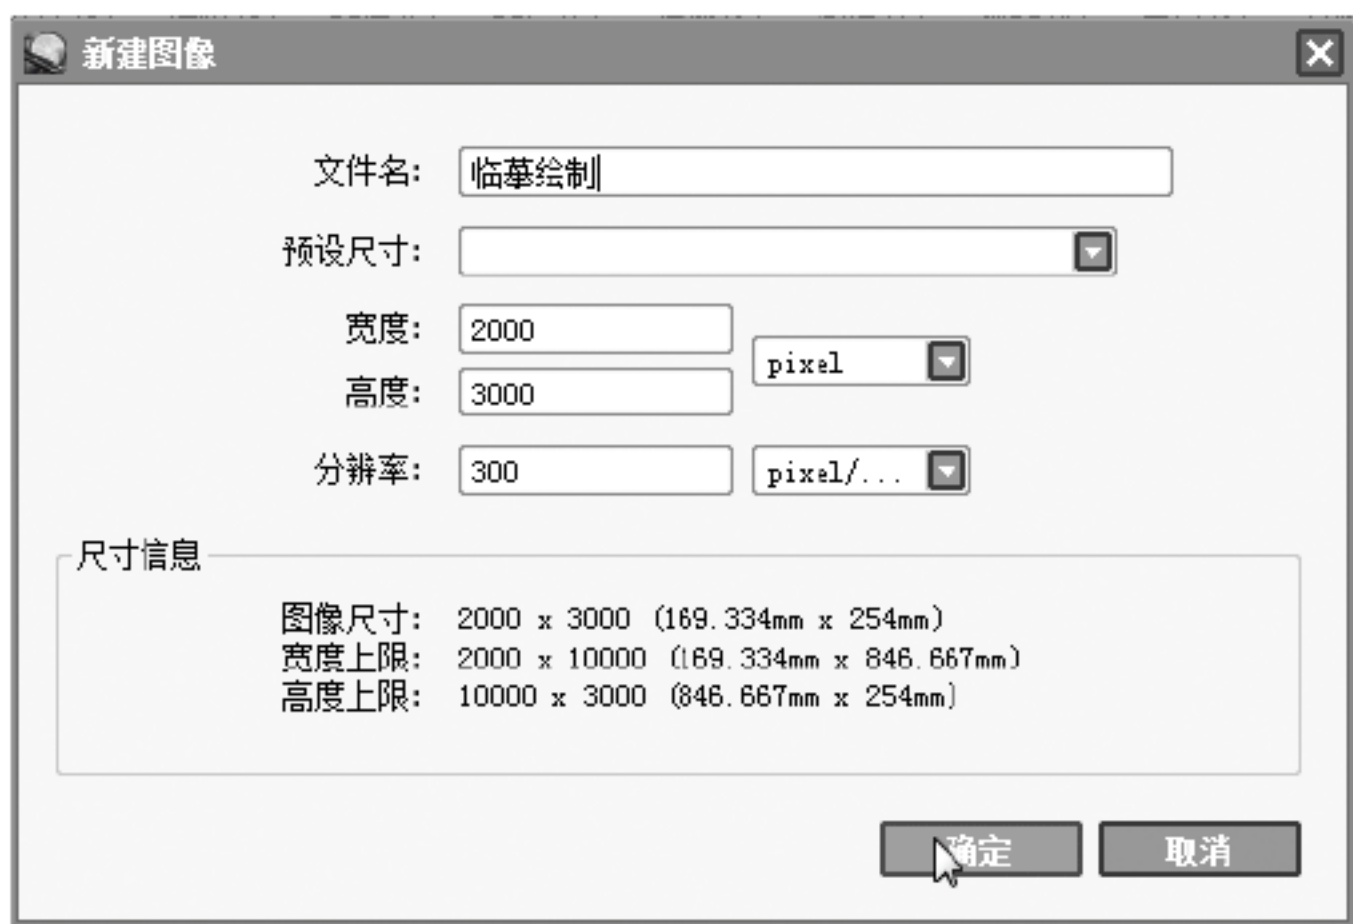 新建图像
文件名: 临摹绘制
预设尺寸:
宽度: 2000
pixel
高度: 3000
分辨率: 300 pixel/...
尺寸信息
图像尺寸: 2000 x 3000 (169.334mm x 254mm)
宽度上限: 2000 x 10000 (169.334mm x 846.667mm)
高度上限: 10000 x 3000 (846.667mm x 254mm)
确定 取消